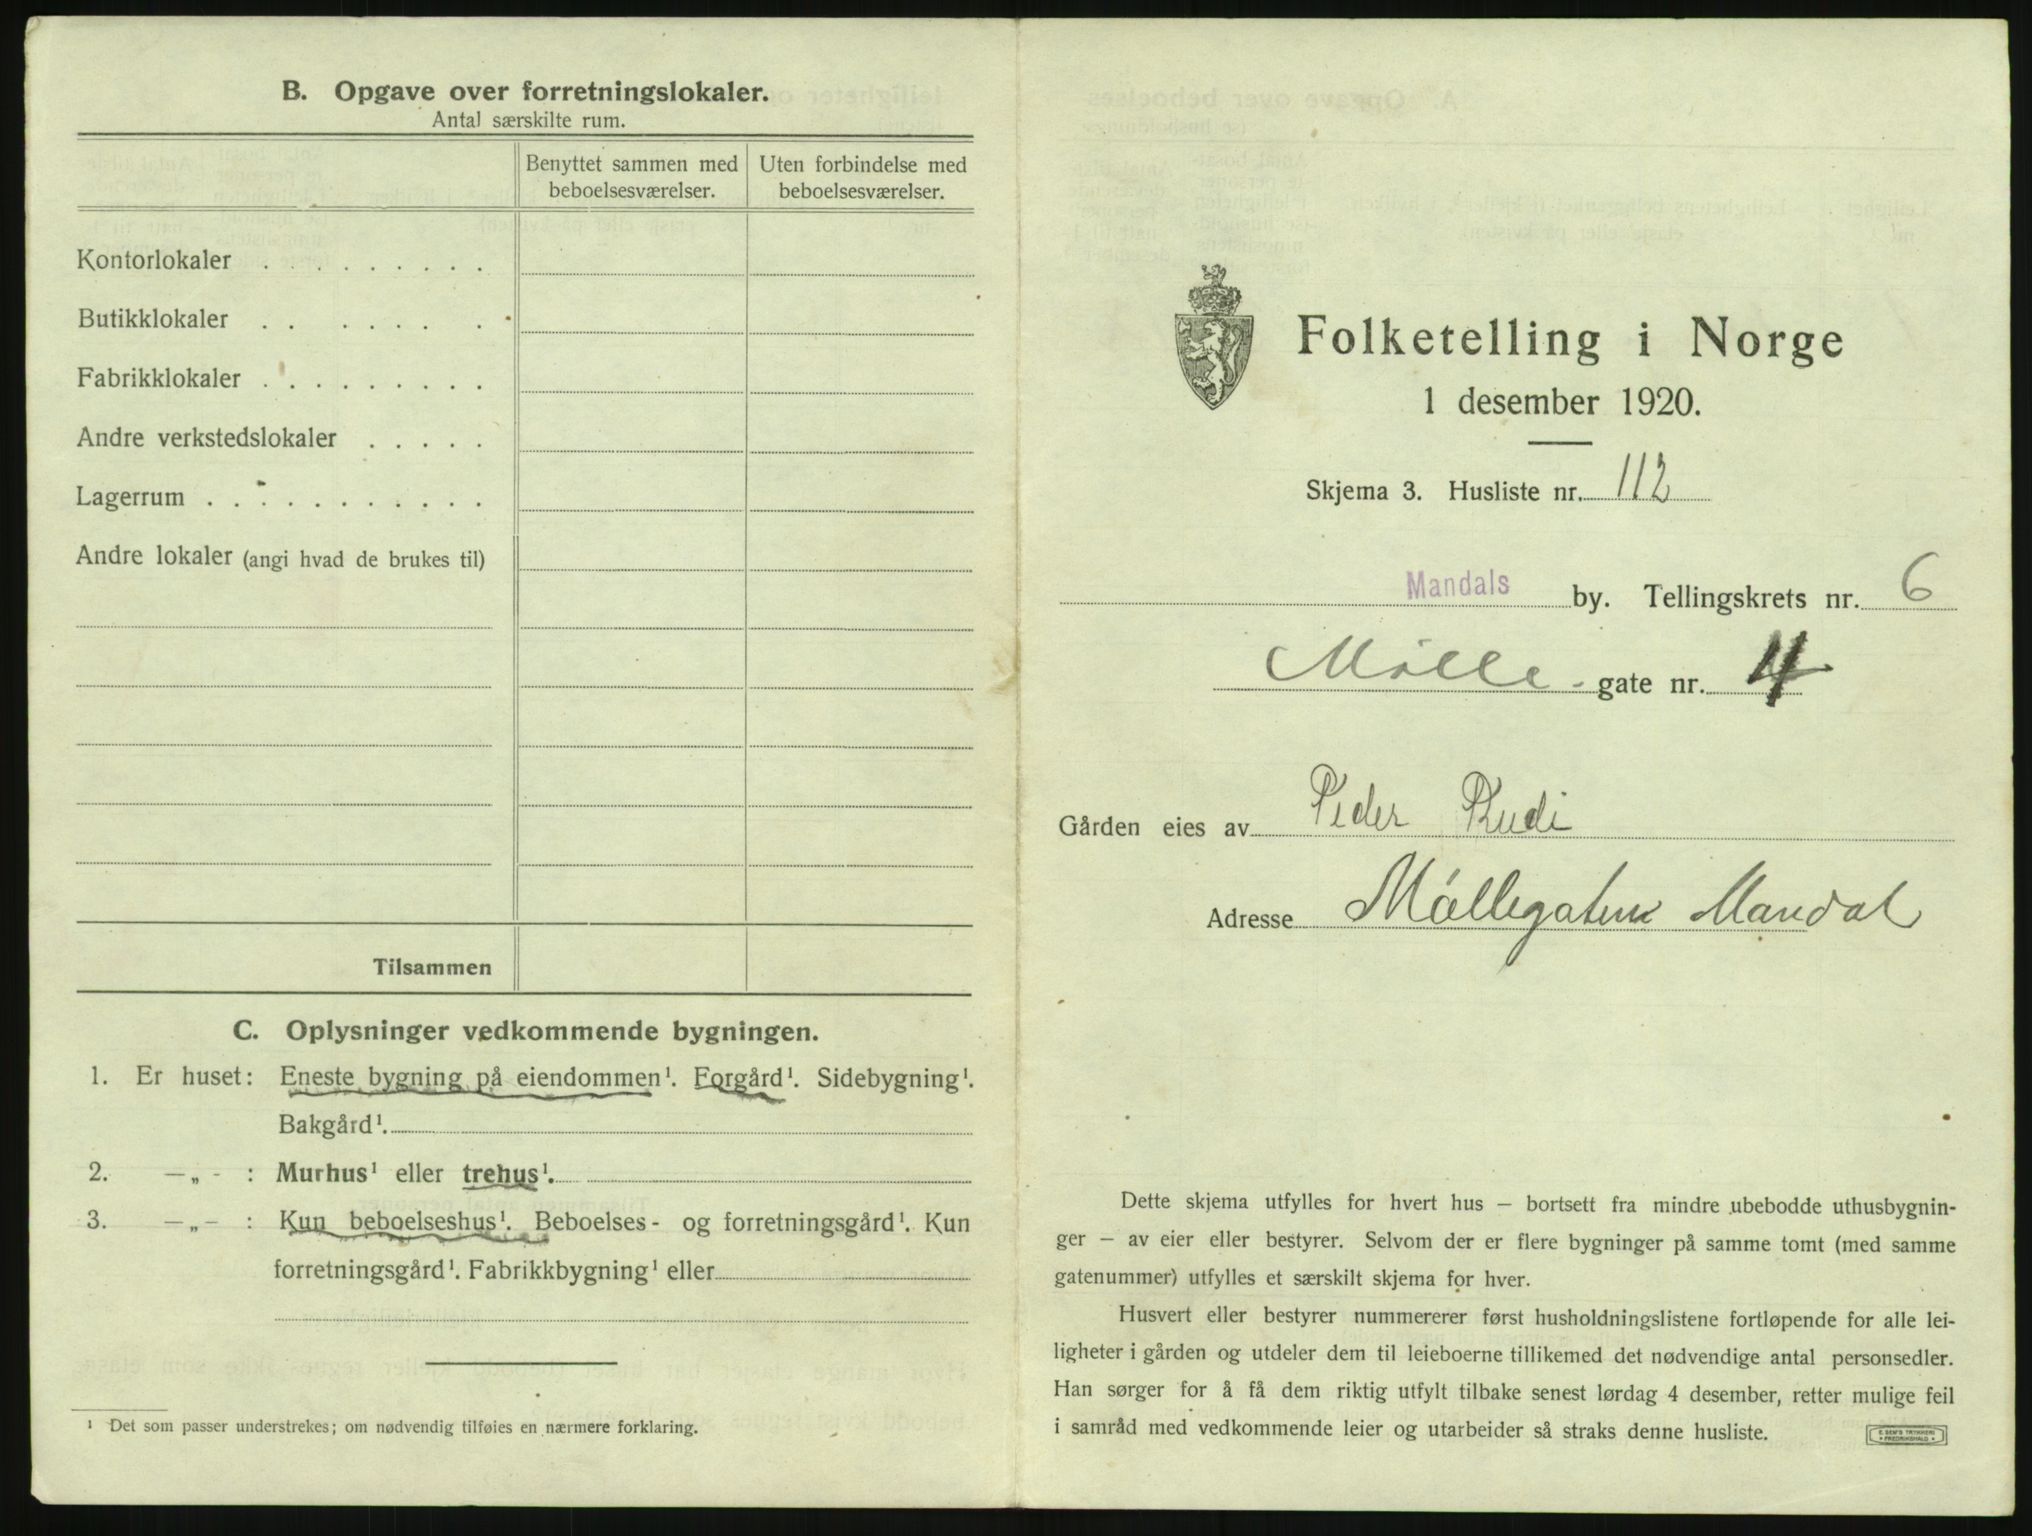 B. Opgave over forretningslokaler.
Antal særskilte rum.
Benyttet sammen med beboelsesværelser.
Uten forbindelse med beboelsesværelser.
Kontorlokaler . . . . . . . . .
Butikklokaler . . . . . . .
Fabrikklokaler . . . . . . . . .
Andre verkstedslokaler . . . . .
Lagerrum . . . . . . . . . . .
Andre lokaler (angi hvad de brukes til)
Tilsammen
C. Oplysninger vedkommende bygningen.
1. Er huset: Eneste bygning på eiendommen¹. Forgård¹. Sidebygning¹.
Bakgård¹.
2. —„- : Murhus¹ eller trehus¹.
3. —„- : Kun beboelseshus¹. Beboelses- og forretningsgård¹. Kun
forretningsgård¹. Fabrikkbygning¹ eller
¹ Det som passer understrekes; om nødvendig tilføies en nærmere forklaring.
Folketelling i Norge
1 desember 1920.
Skjema 3. Husliste nr. 112
Mandals by. Tellingskrets nr. 6
Mölle - gate nr. 4
Gården eies av Peder Rudi
Adresse Möllegaten Mandal
Dette skjema utfylles for hvert hus — bortsett fra mindre ubebodde uthusbygnin-
ger — av eier eller bestyrer. Selvom der er flere bygninger på samme tomt (med samme
gatenummer) utfylles et særskilt skjema for hver.
Husvert eller bestyrer nummererer først husholdningslistene fortløpende for alle lei-
ligheter i gården og utdeler dem til leieboerne tillikemed det nødvendige antal personsedler.
Han sørger for å få dem riktig utfylt tilbake senest lørdag 4 desember, retter mulige feil
i samråd med vedkommende leier og utarbeider så straks denne husliste.
E. SEM'S TRYKKERI
FREDRIKSHALD